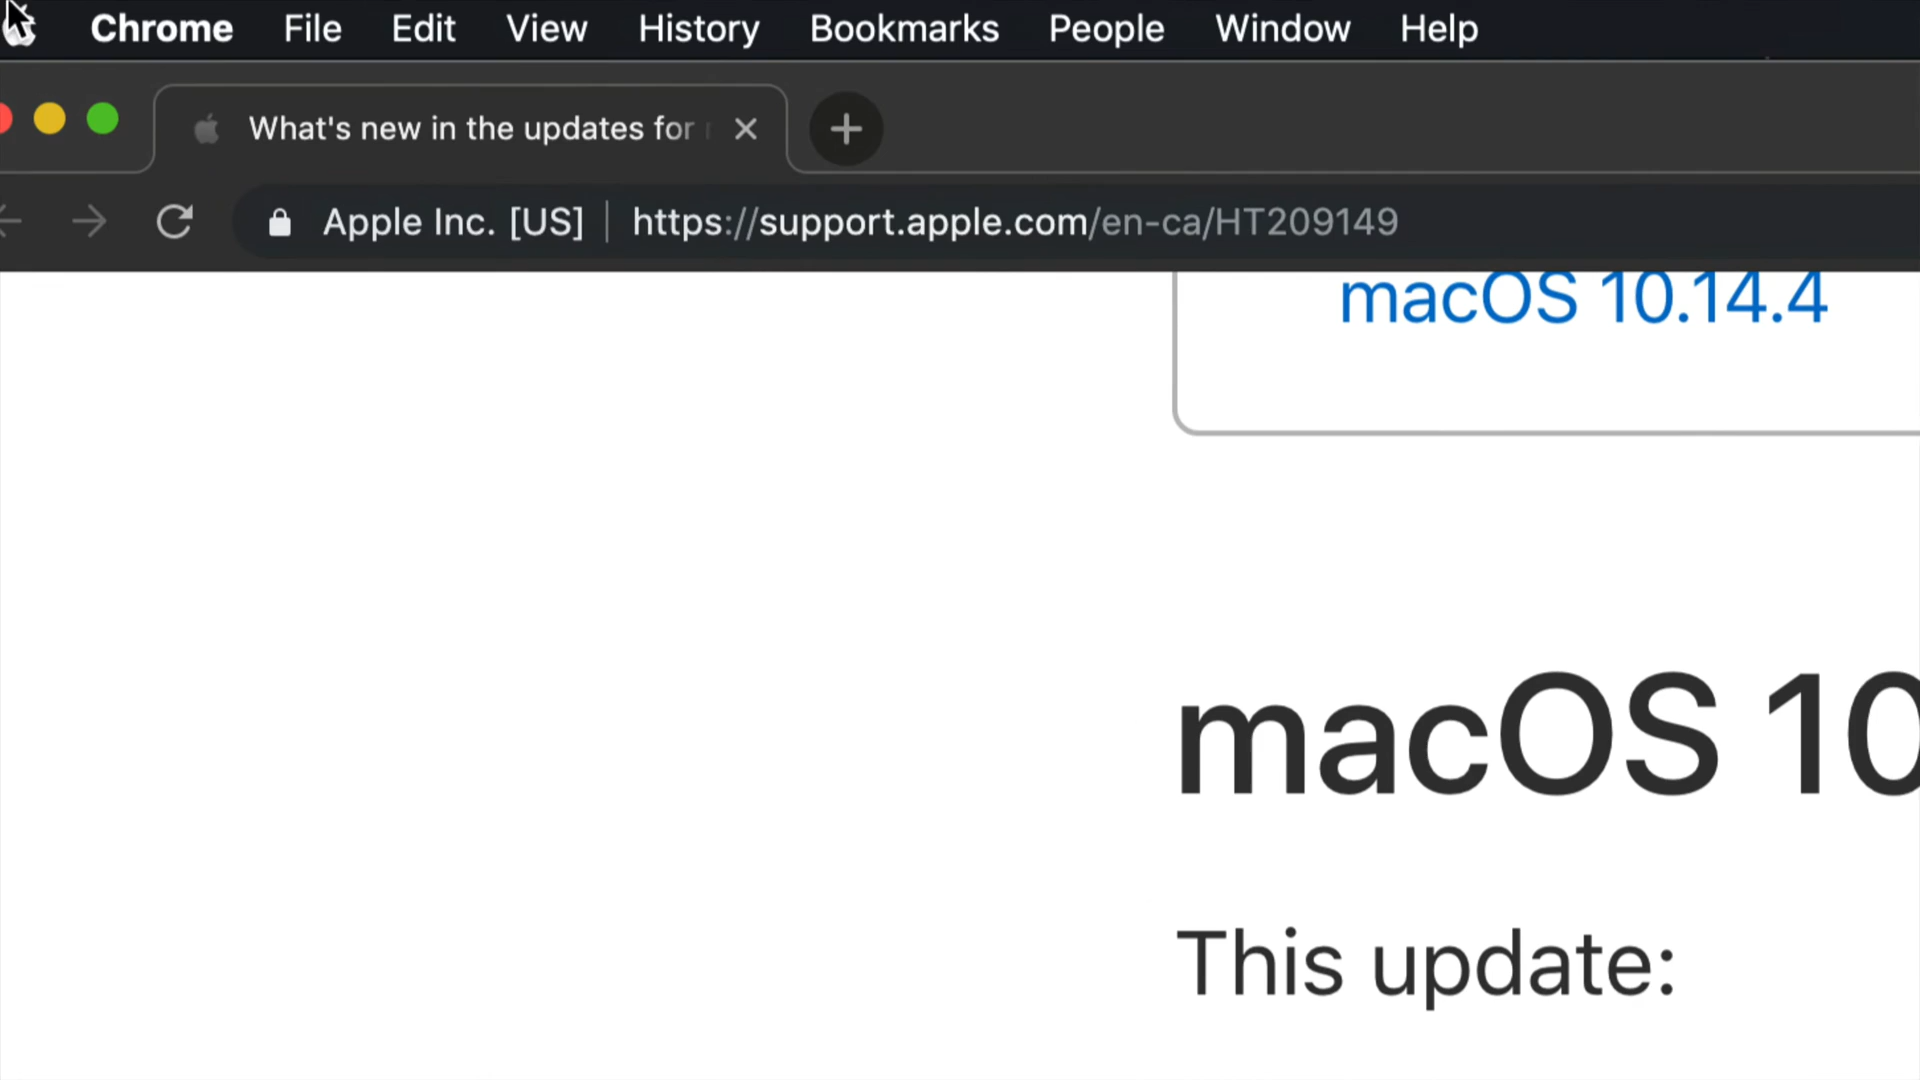 Chrome File Edit View History Bookmarks People Window Help
What's new in the updates for
Apple Inc. [US] | https://support.apple.com/en-ca/HT209149
macOS 10.14.4
macOS 10
This update: